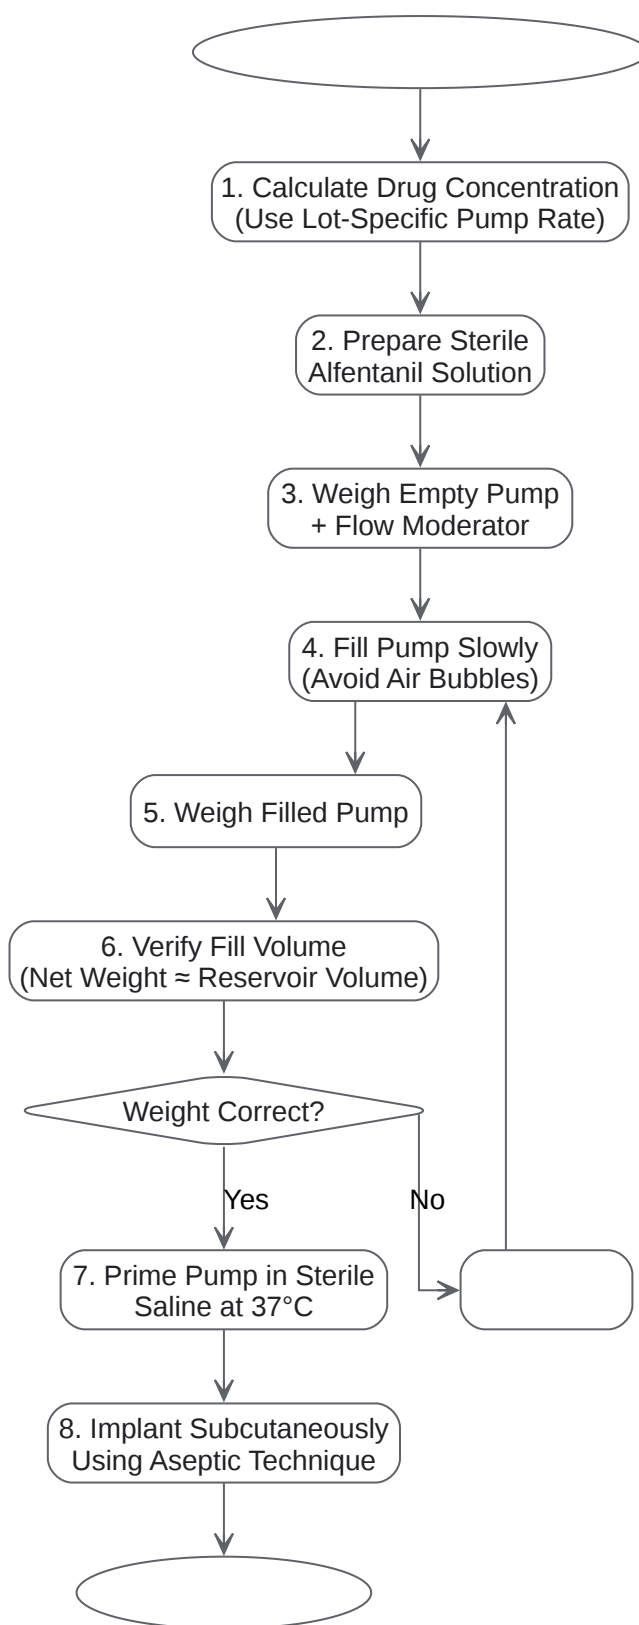 1. Calculate Drug Concentration
(Use Lot-Specific Pump Rate)
2. Prepare Sterile
Alfentanil Solution
3. Weigh Empty Pump
+ Flow Moderator
4. Fill Pump Slowly
(Avoid Air Bubbles)
5. Weigh Filled Pump
6. Verify Fill Volume
(Net Weight ≈ Reservoir Volume)
Weight Correct?
Yes
No
7. Prime Pump in Sterile
Saline at 37°C
8. Implant Subcutaneously
Using Aseptic Technique